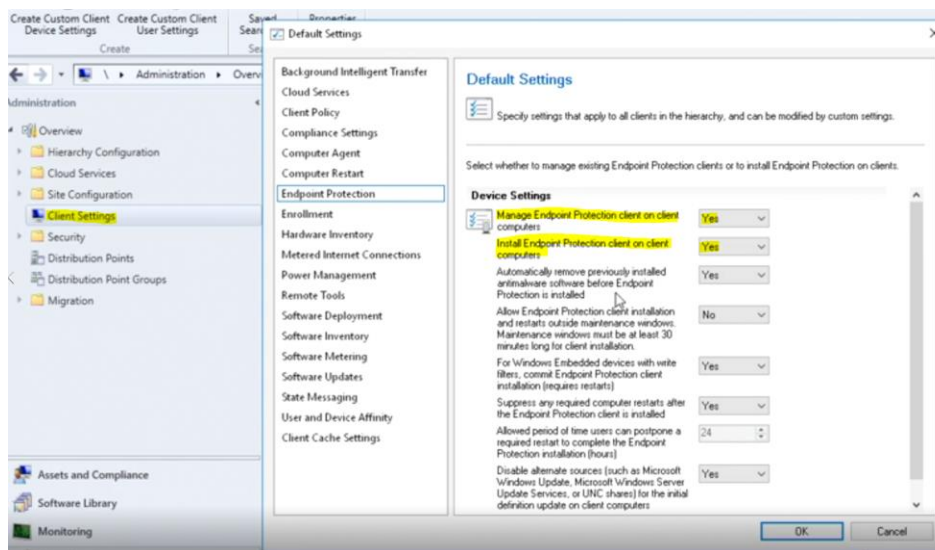 Create Custom Client Create Custom Client
Device Settings User Settings
Create
Saved
Properties
Default Settings
\ Administration
Administration
Overview
Hierarchy Configuration
Cloud Services
Site Configuration
Client Settings
Security
Distribution Points
Distribution Point Groups
Migration
Assets and Compliance
Software Library
Monitoring
Background Intelligent Transfer
Cloud Services
Client Policy
Compliance Settings
Computer Agent
Computer Restart
Endpoint Protection
Enrollment
Hardware Inventory
Metered Internet Connections
Power Management
Remote Tools
Software Deployment
Software Inventory
Software Metering
Software Updates
State Messaging
User and Device Affinity
Client Cache Settings
Default Settings
Specify settings that apply to all clients in the hierarchy, and can be modified by custom settings.
Select whether to manage existing Endpoint Protection clients or to install Endpoint Protection on clients.
Device Settings
Manage Endpoint Protection client on client Yes
computers
Install Endpoint Protection client on client Yes
computers
Automatically remove previously installed Yes
antimalware software before Endpoint
Protection is installed
Allow Endpoint Protection client installation No
and restarts outside maintenance windows.
Maintenance windows must be at least 30
minutes long for client installation.
For Windows Embedded devices with write Yes
filters, commit Endpoint Protection client
installation (requires restarts)
Suppress any required computer restarts after Yes
the Endpoint Protection client is installed
Allowed period of time users can postpone a 24
required restart to complete the Endpoint
Protection installation (hours)
Disable alternate sources (such as Microsoft Yes
Windows Update, Microsoft Windows Server
Update Services, or UNC shares) for the initial
definition update on client computers
OK Cancel